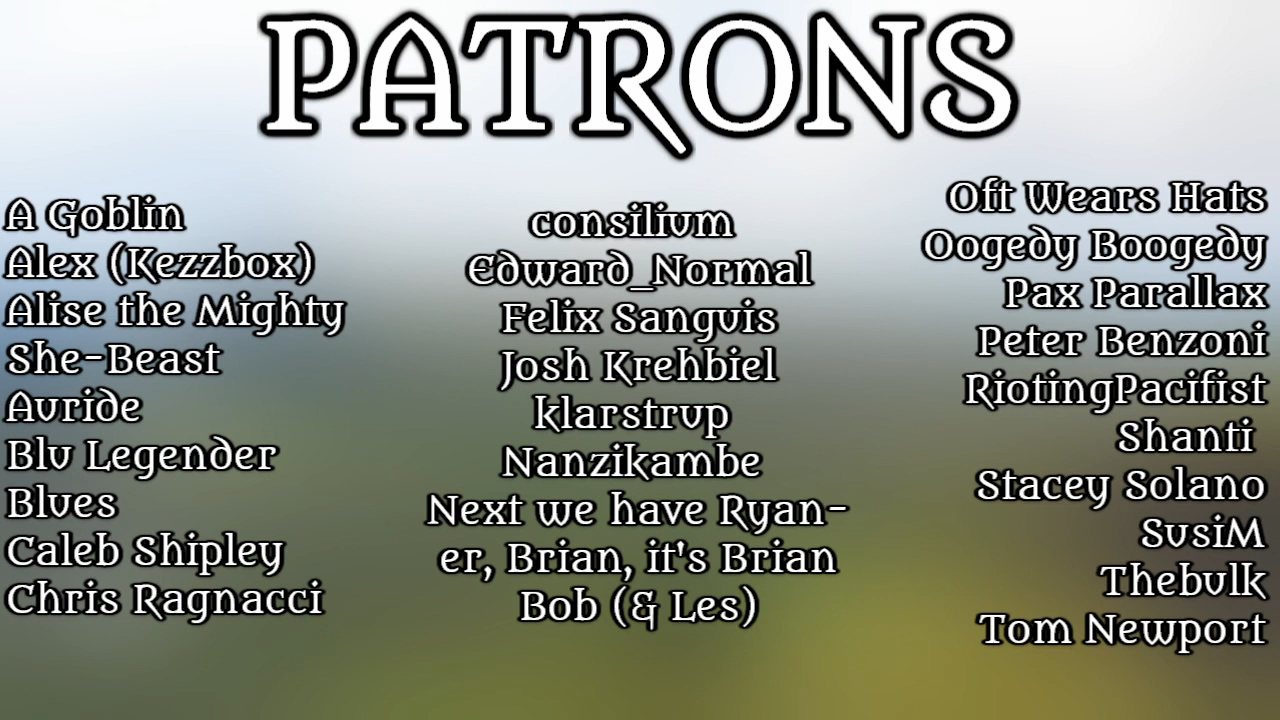 PATRONS
A Goblin
Alex (Kezzbox)
Alise the Mighty
She-Beast
Auride
Blu Legender
Blues
Caleb Shipley
Chris Ragnacci
consilium
Edward_Normal
Felix Sanguis
Josh Krehbiel
klarstrup
Nanzikambe
Next we have Ryan-
er, Brian, it's Brian
Bob (& Les)
Oft Wears Hats
Oogedy Boogedy
Pax Parallax
Peter Benzoni
RiotingPacifist
Shanti
Stacey Solano
SusiM
Thebulk
Tom Newport